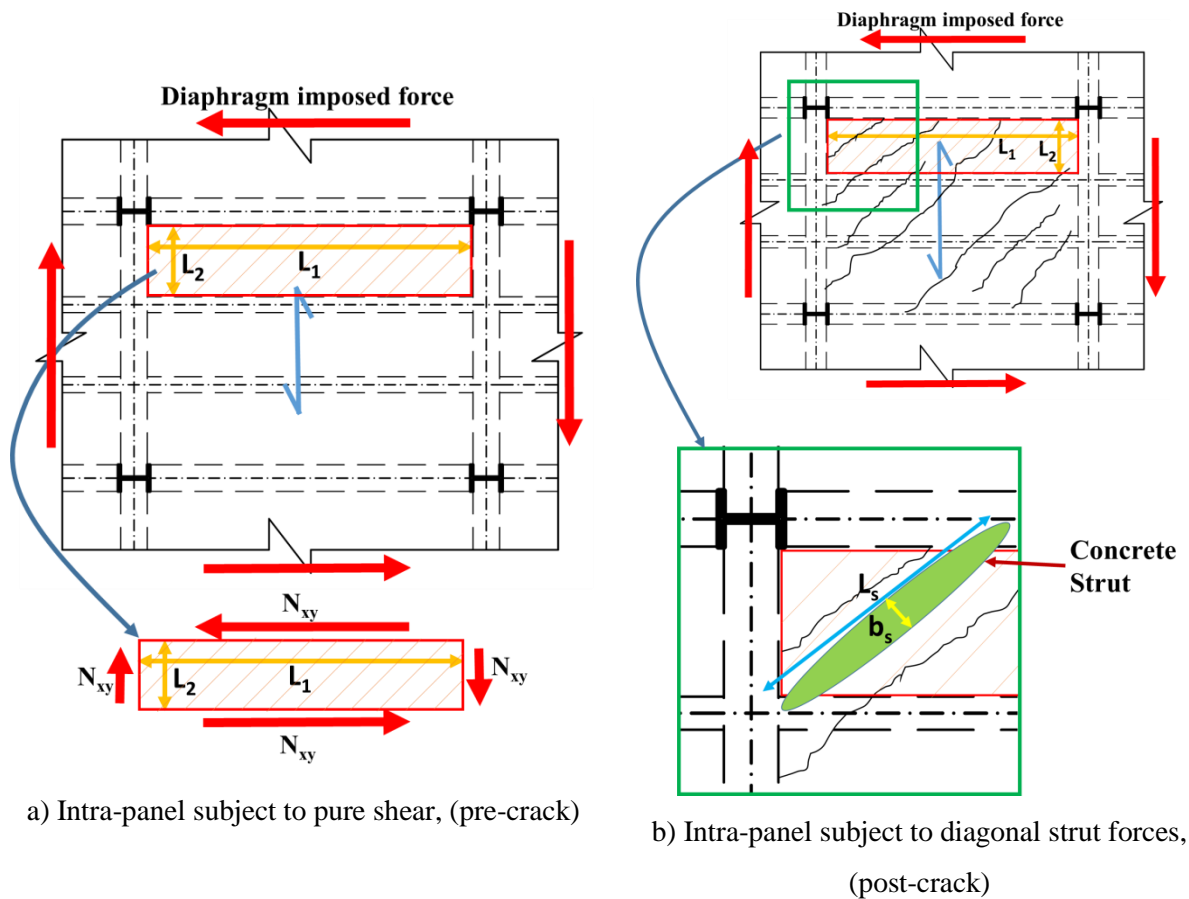 Diaphragm imposed force
L₂
L₁
Nxy
Nxy
L₂
L₁
Nxy
Nxy
a) Intra-panel subject to pure shear, (pre-crack)
Diaphragm imposed force
L₁
L₂
Concrete
Strut
Lₛ
bₛ
b) Intra-panel subject to diagonal strut forces,
(post-crack)